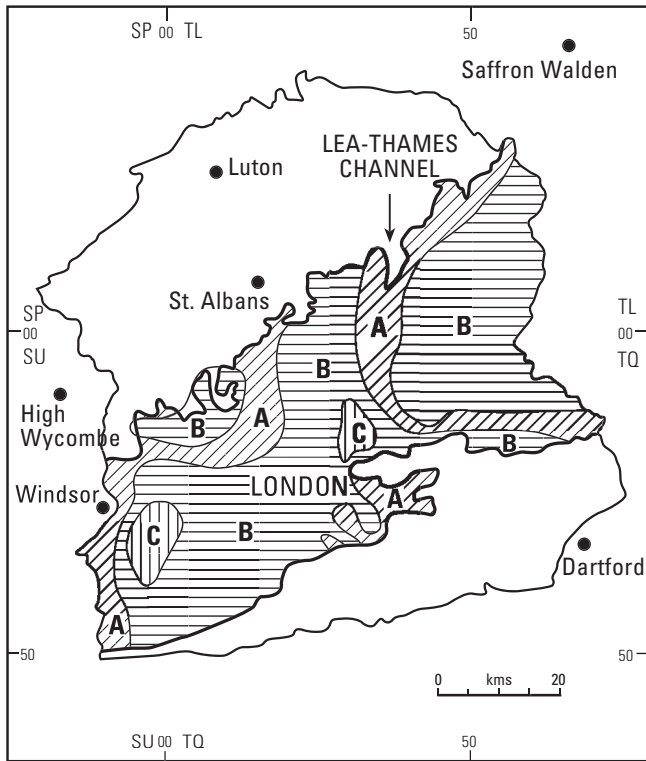 SP 00 TL
50
Saffron Walden
LEA-THAMES
CHANNEL
Luton
St. Albans
SP
00
SU
TL
00
TQ
A
B
B
High
Wycombe
B
A
C
B
Windsor
LONDON
A
C
B
Dartford
A
50
50
0 kms 20
SU 00 TQ
50